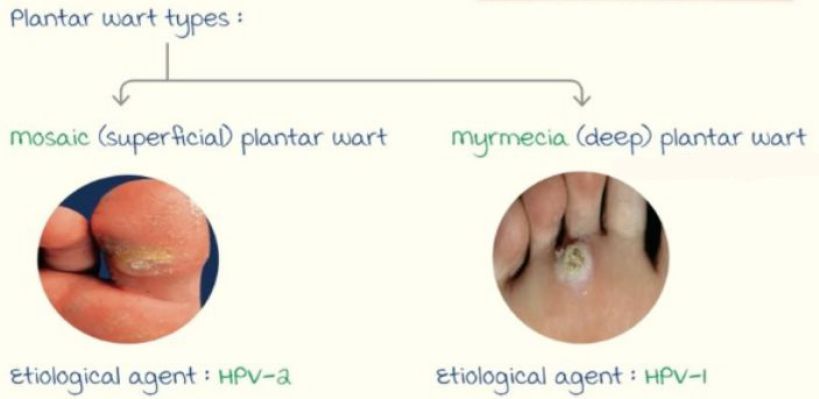 Plantar wart types :
mosaic (superficial) plantar wart
myrmecia (deep) plantar wart
Etiological agent : HPV-2
Etiological agent : HPV-1